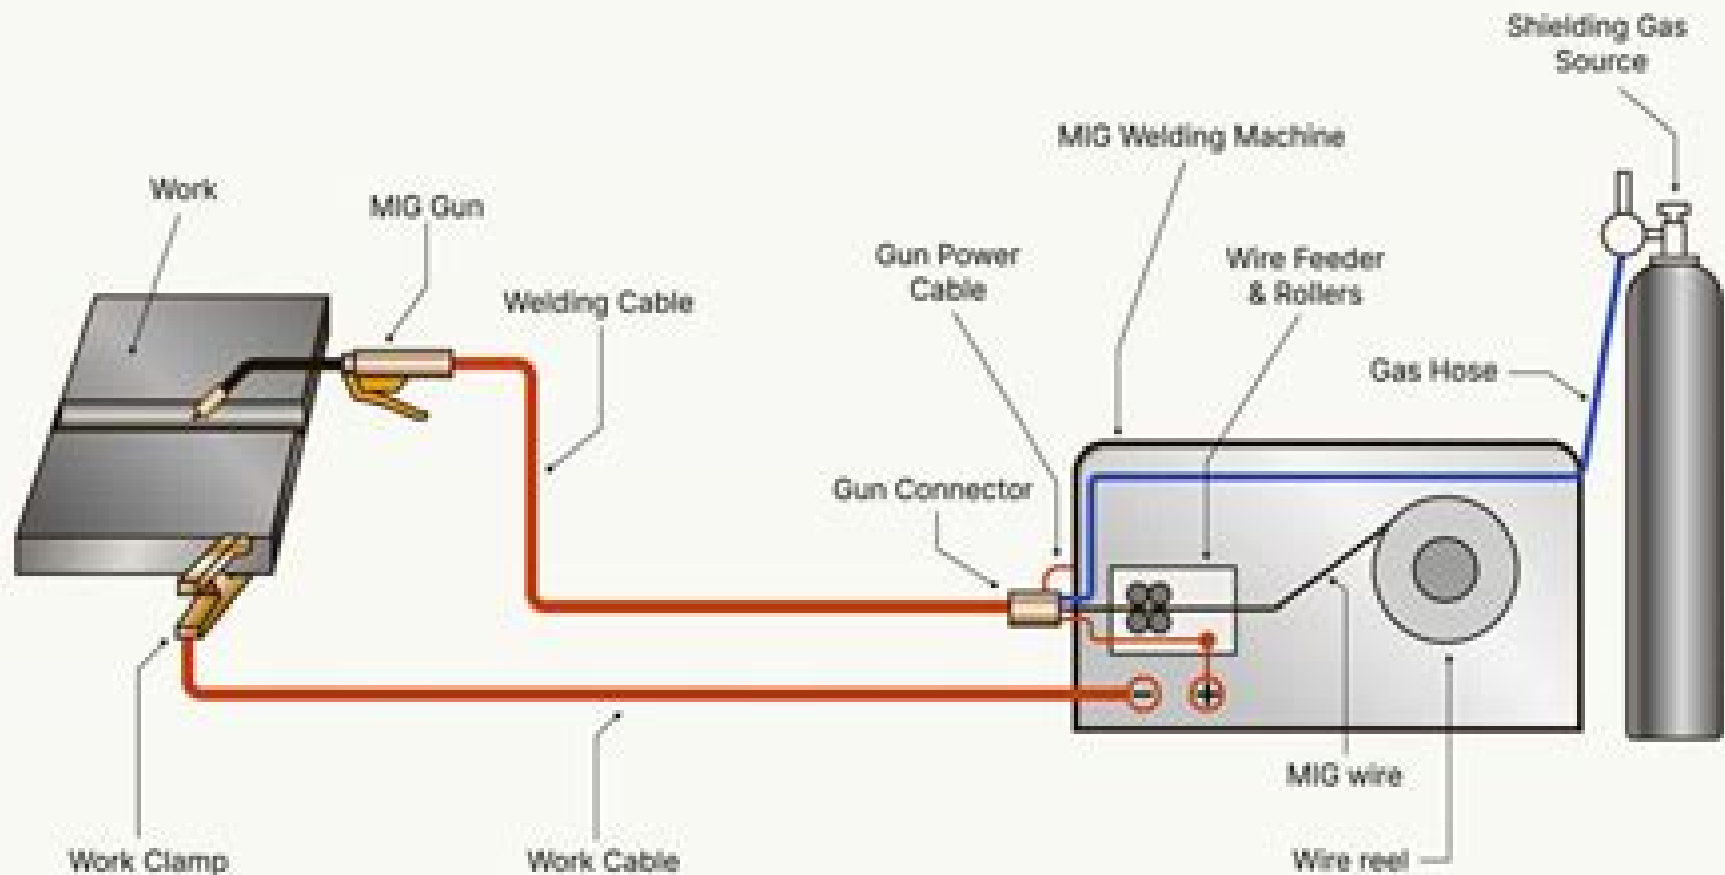 Shielding Gas
Source
MIG Welding Machine
Work
MIG Gun
Gun Power
Cable
Wire Feeder
& Rollers
Welding Cable
Gas Hose
Gun Connector
MIG wire
Work Clamp
Work Cable
Wire reel